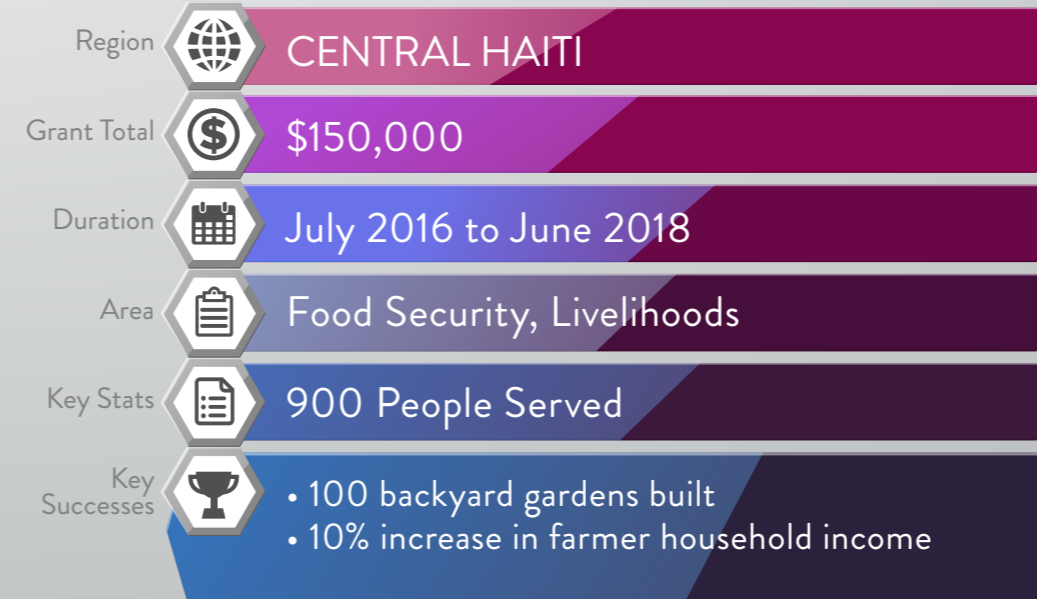 Region
CENTRAL HAITI
Grant Total
$150,000
Duration
July 2016 to June 2018
Area
Food Security, Livelihoods
Key Stats
900 People Served
Key
Successes
• 100 backyard gardens built
• 10% increase in farmer household income